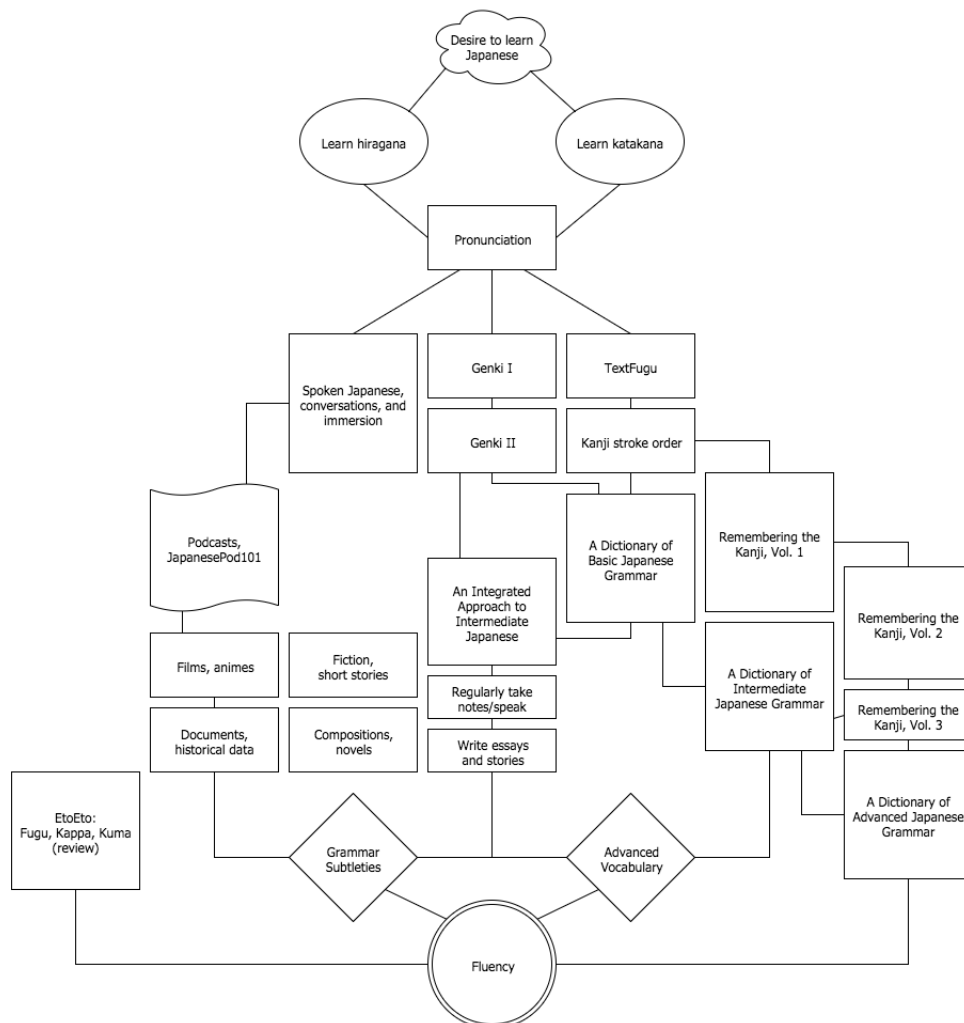 Desire to learn
Japanese
Learn hiragana
Learn katakana
Pronunciation
Spoken Japanese,
conversations, and
immersion
Genki I
TextFugu
Genki II
Kanji stroke order
Podcasts,
JapanesePod101
A Dictionary of
Basic Japanese
Grammar
Remembering the
Kanji, Vol. 1
An Integrated
Approach to
Intermediate
Japanese
Remembering the
Kanji, Vol. 2
Films, animes
Fiction,
short stories
Regularly take
notes/speak
A Dictionary of
Intermediate
Japanese Grammar
Remembering the
Kanji, Vol. 3
Documents,
historical data
Compositions,
novels
Write essays
and stories
EtoEto:
Fugu, Kappa, Kuma
(review)
A Dictionary of
Advanced Japanese
Grammar
Grammar
Subtleties
Advanced
Vocabulary
Fluency